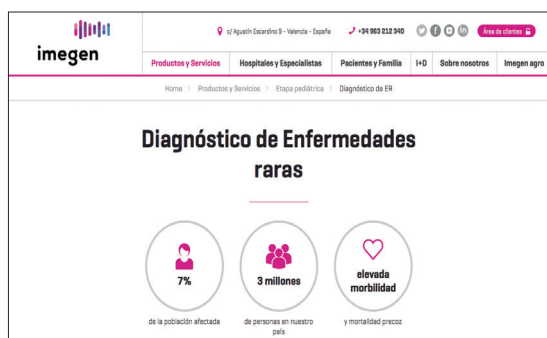 imegen
c/ Agustín Escardino 9 - Valencia - España
+34 963 212 340
Área de clientes
Productos y Servicios
Hospitales y Especialistas
Pacientes y Familia
I+D
Sobre nosotros
Imegen agro
Home > Productos y Servicios > Etapa pediátrica > Diagnóstico de ER
Diagnóstico de Enfermedades
raras
7%
de la población afectada
3 millones
de personas en nuestro
país
elevada
morbilidad
y mortalidad precoz